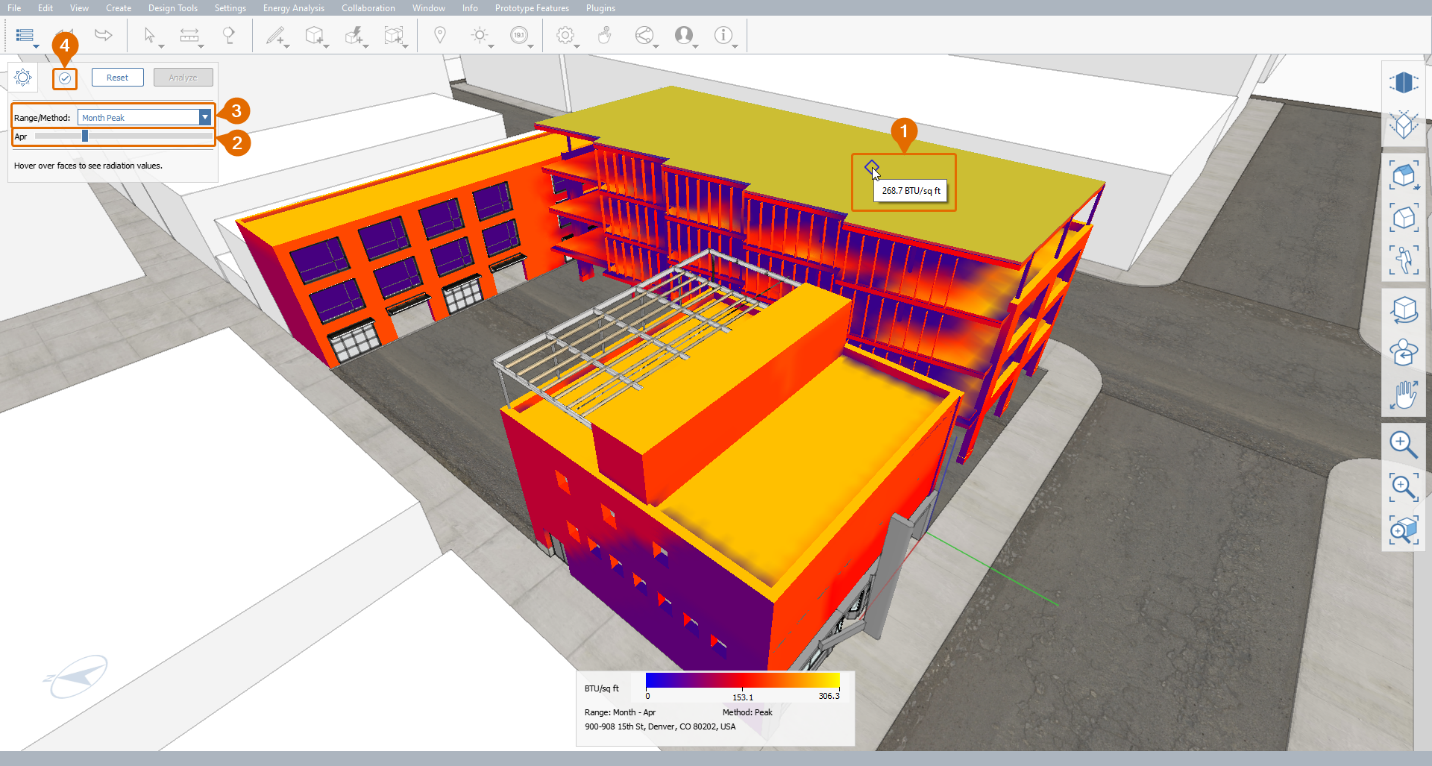 File Edit View Create Design Tools Settings Energy Analysis Collaboration Window Info Prototype Features Plugins
4
Reset Analyze
3
Range/Method: Month Peak
2
Apr
Hover over faces to see radiation values.
1
268.7 BTU/sq ft
BTU/sq ft
0 153.1 306.3
Range: Month - Apr Method: Peak
900-908 15th St, Denver, CO 80202, USA